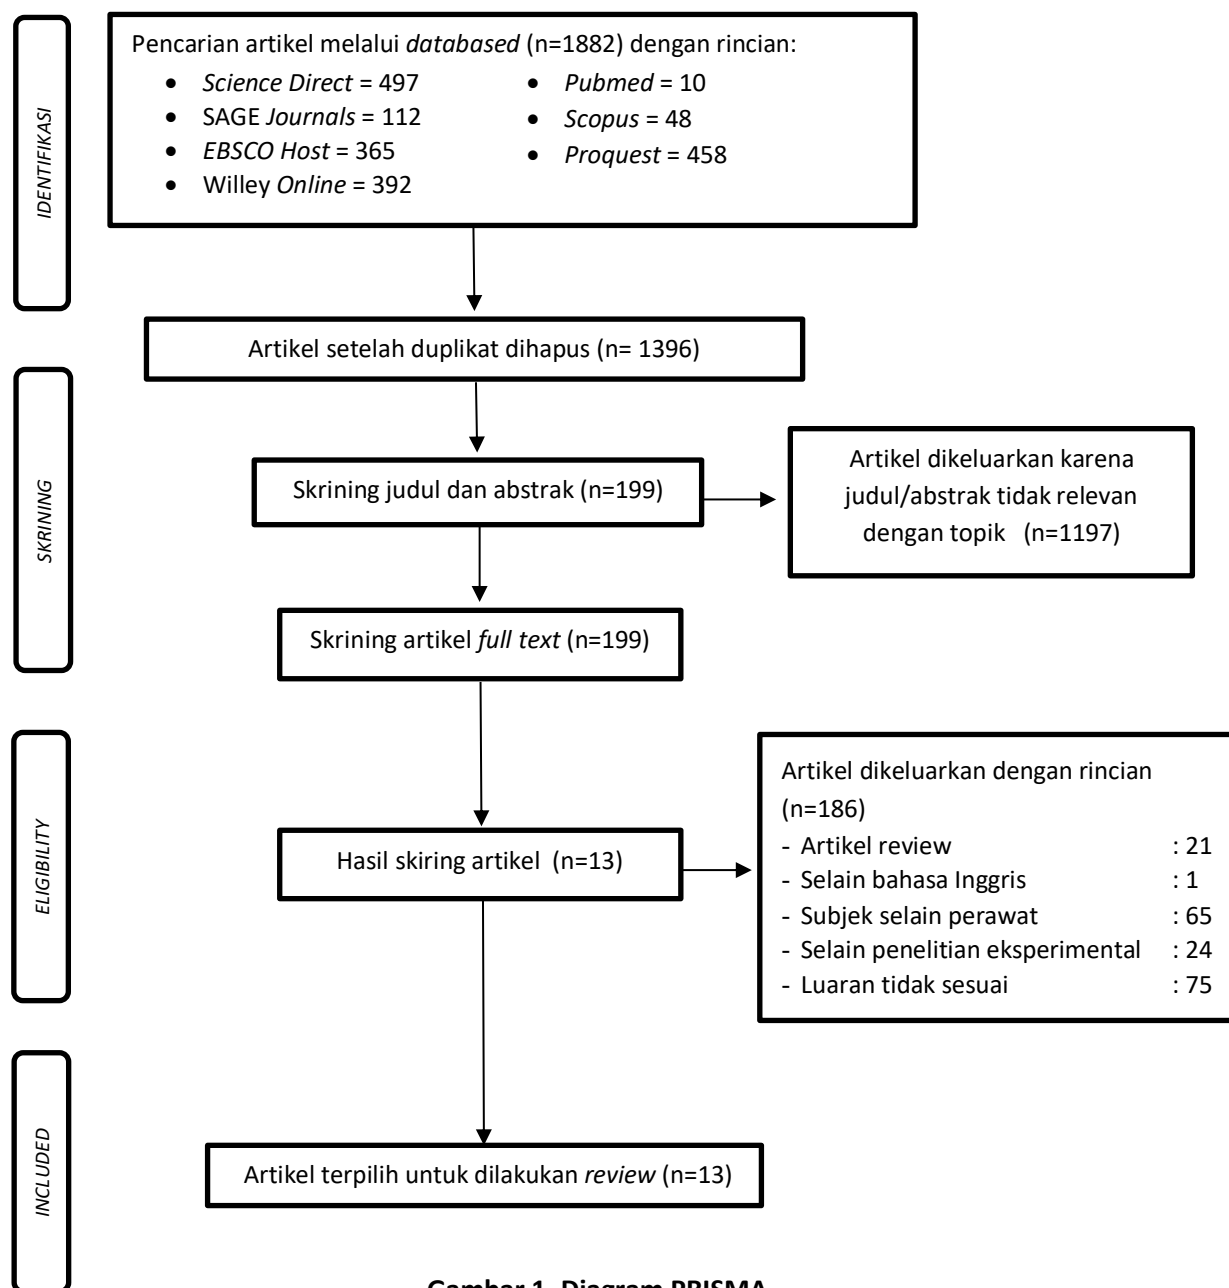 IDENTIFIKASI
Pencarian artikel melalui databased (n=1882) dengan rincian:
• Science Direct = 497
• SAGE Journals = 112
• EBSCO Host = 365
• Willey Online = 392
• Pubmed = 10
• Scopus = 48
• Proquest = 458
Artikel setelah duplikat dihapus (n= 1396)
SKRINING
Skrining judul dan abstrak (n=199)
Artikel dikeluarkan karena
judul/abstrak tidak relevan
dengan topik (n=1197)
Skrining artikel full text (n=199)
ELIGIBILITY
Hasil skiring artikel (n=13)
Artikel dikeluarkan dengan rincian
(n=186)
- Artikel review : 21
- Selain bahasa Inggris : 1
- Subjek selain perawat : 65
- Selain penelitian eksperimental : 24
- Luaran tidak sesuai : 75
INCLUDED
Artikel terpilih untuk dilakukan review (n=13)
Gambar 1. Diagram PRISMA